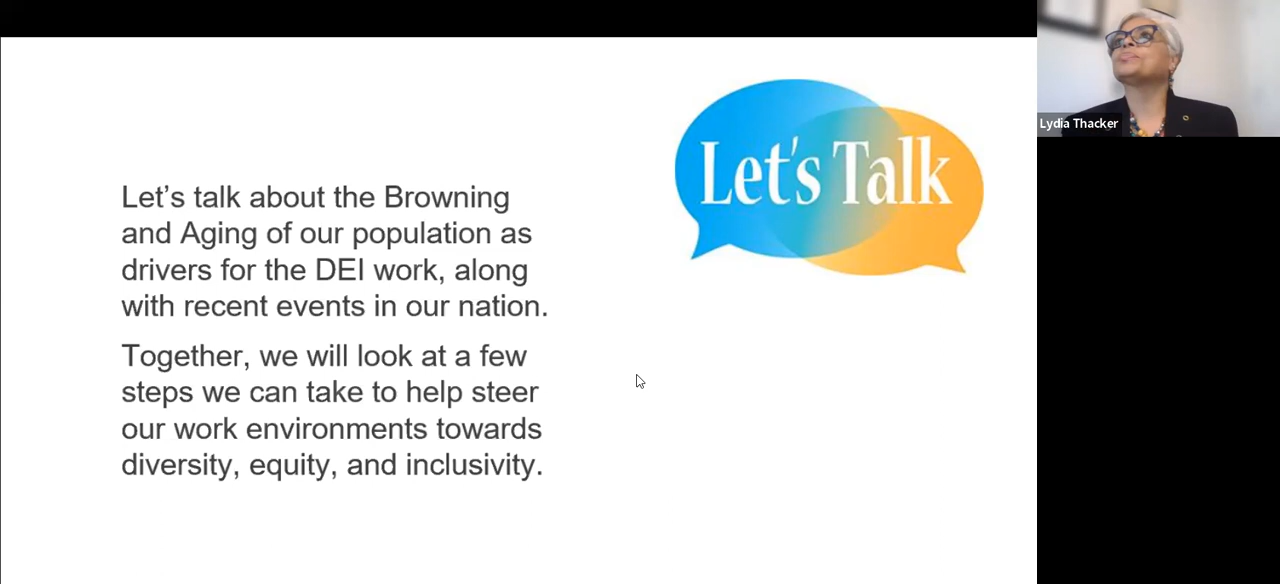 Let's Talk
Lydia Thacker
Let’s talk about the Browning
and Aging of our population as
drivers for the DEI work, along
with recent events in our nation.
Together, we will look at a few
steps we can take to help steer
our work environments towards
diversity, equity, and inclusivity.